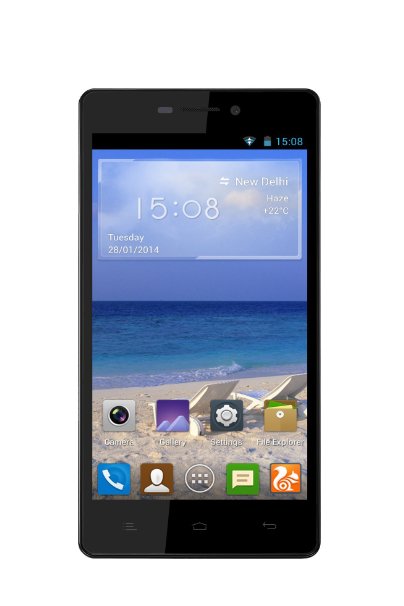 15:08
New Delhi
15:08
Haze
+22°C
Tuesday
28/01/2014
Camera
Gallery
Settings
File Explorer